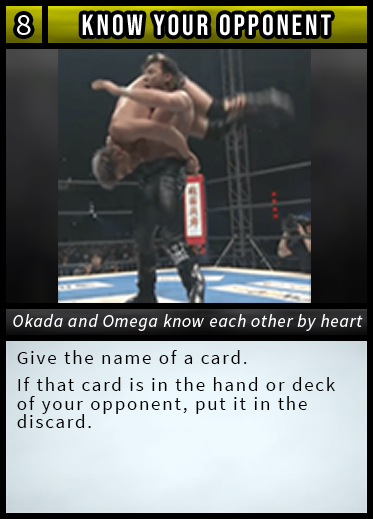 8 KNOW YOUR OPPONENT
Okada and Omega know each other by heart
Give the name of a card.
If that card is in the hand or deck
of your opponent, put it in the
discard.